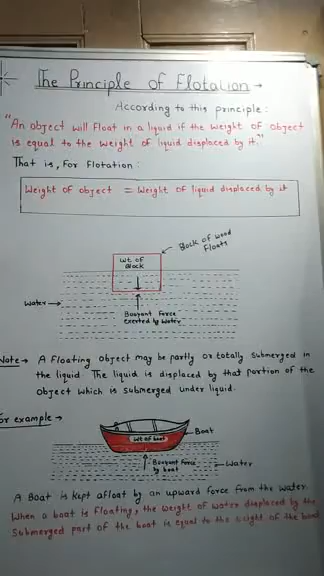 The Principle of Flotation →
According to this principle:
"An object will float in a liquid if the weight of object
is equal to the weight of liquid displaced by it."
That is, for flotation:
Weight of object = Weight of liquid displaced by it
Bock of wood
Floats
Wt of
Block
Water →
Buoyant Force
exerted by water
Note → A Floating object may be partly or totally submerged in
the liquid The liquid is displaced by that portion of the
object which is submerged under liquid.
For example →
Wt of boat
Boat
Buoyant Force
by boat
Water
A Boat is kept afloat by an upward force from the water.
When a boat is floating, the weight of water displaced by the
Submerged part of the boat is equal to the weight of the boat